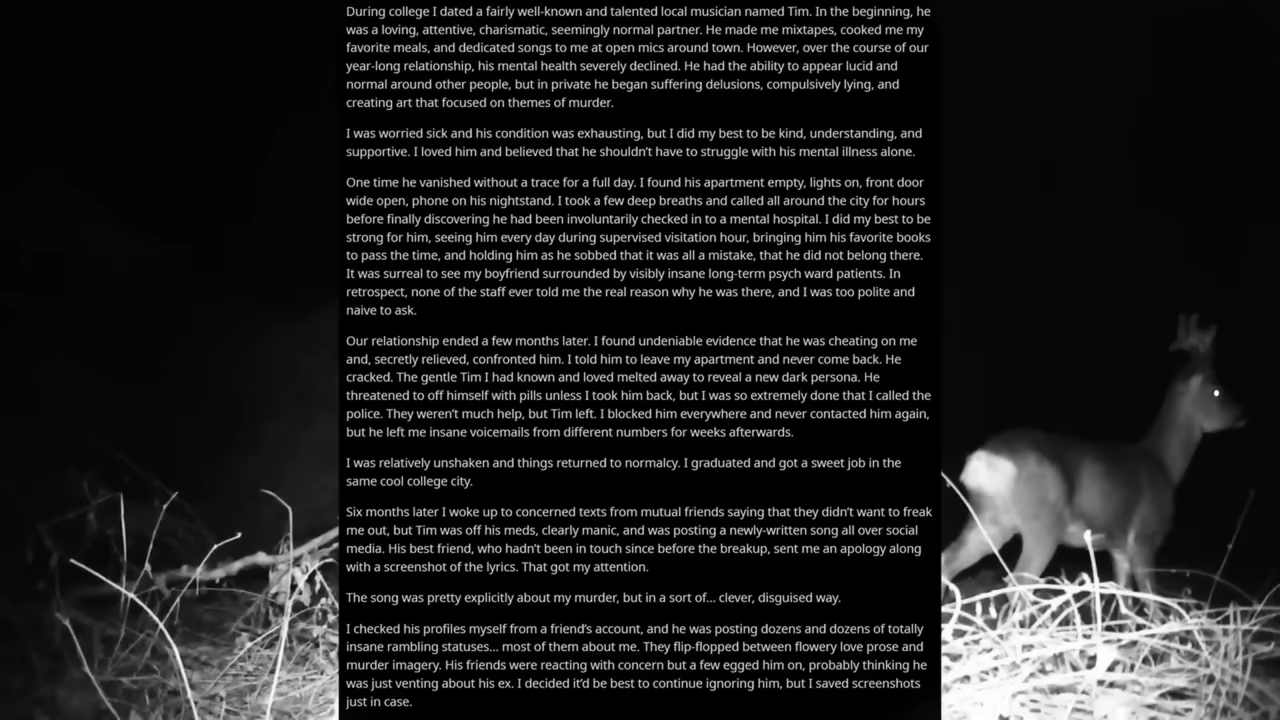 During college I dated a fairly well-known and talented local musician named Tim. In the beginning, he
was a loving, attentive, charismatic, seemingly normal partner. He made me mixtapes, cooked me my
favorite meals, and dedicated songs to me at open mics around town. However, over the course of our
year-long relationship, his mental health severely declined. He had the ability to appear lucid and
normal around other people, but in private he began suffering delusions, compulsively lying, and
creating art that focused on themes of murder.
I was worried sick and his condition was exhausting, but I did my best to be kind, understanding, and
supportive. I loved him and believed that he shouldn't have to struggle with his mental illness alone.
One time he vanished without a trace for a full day. I found his apartment empty, lights on, front door
wide open, phone on his nightstand. I took a few deep breaths and called all around the city for hours
before finally discovering he had been involuntarily checked in to a mental hospital. I did my best to be
strong for him, seeing him every day during supervised visitation hour, bringing him his favorite books
to pass the time, and holding him as he sobbed that it was all a mistake, that he did not belong there.
It was surreal to see my boyfriend surrounded by visibly insane long-term psych ward patients. In
retrospect, none of the staff ever told me the real reason why he was there, and I was too polite and
naive to ask.
Our relationship ended a few months later. I found undeniable evidence that he was cheating on me
and, secretly relieved, confronted him. I told him to leave my apartment and never come back. He
cracked. The gentle Tim I had known and loved melted away to reveal a new dark persona. He
threatened to off himself with pills unless I took him back, but I was so extremely done that I called the
police. They weren't much help, but Tim left. I blocked him everywhere and never contacted him again,
but he left me insane voicemails from different numbers for weeks afterwards.
I was relatively unshaken and things returned to normalcy. I graduated and got a sweet job in the
same cool college city.
Six months later I woke up to concerned texts from mutual friends saying that they didn't want to freak
me out, but Tim was off his meds, clearly manic, and was posting a newly-written song all over social
media. His best friend, who hadn't been in touch since before the breakup, sent me an apology along
with a screenshot of the lyrics. That got my attention.
The song was pretty explicitly about my murder, but in a sort of... clever, disguised way.
I checked his profiles myself from a friend's account, and he was posting dozens and dozens of totally
insane rambling statuses... most of them about me. They flip-flopped between flowery love prose and
murder imagery. His friends were reacting with concern but a few egged him on, probably thinking he
was just venting about his ex. I decided it'd be best to continue ignoring him, but I saved screenshots
just in case.